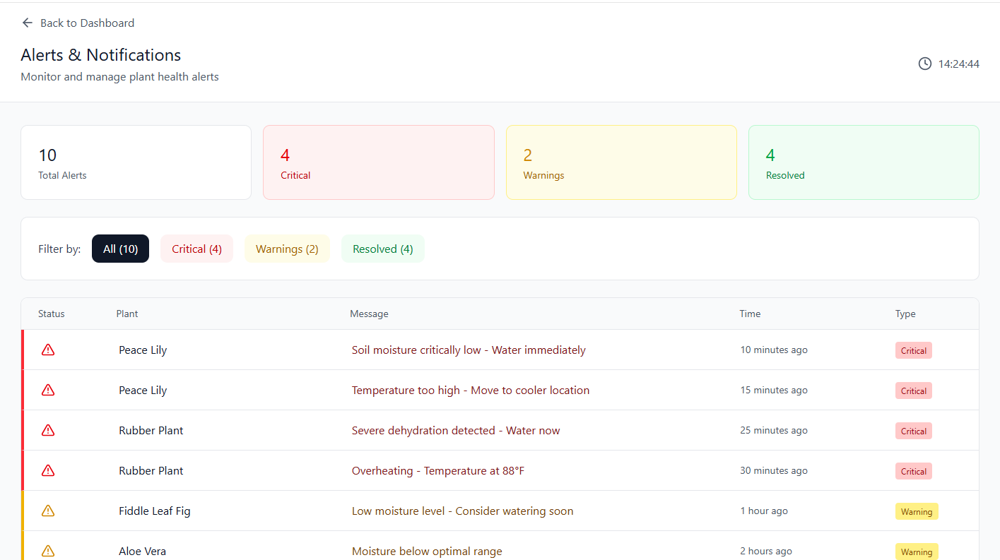 Back to Dashboard
Alerts & Notifications
Monitor and manage plant health alerts
14:24:44
10
Total Alerts
4
Critical
2
Warnings
4
Resolved
Filter by: All (10) Critical (4) Warnings (2) Resolved (4)
Status Plant Message Time Type
Peace Lily Soil moisture critically low - Water immediately 10 minutes ago Critical
Peace Lily Temperature too high - Move to cooler location 15 minutes ago Critical
Rubber Plant Severe dehydration detected - Water now 25 minutes ago Critical
Rubber Plant Overheating - Temperature at 88°F 30 minutes ago Critical
Fiddle Leaf Fig Low moisture level - Consider watering soon 1 hour ago Warning
Aloe Vera Moisture below optimal range 2 hours ago Warning